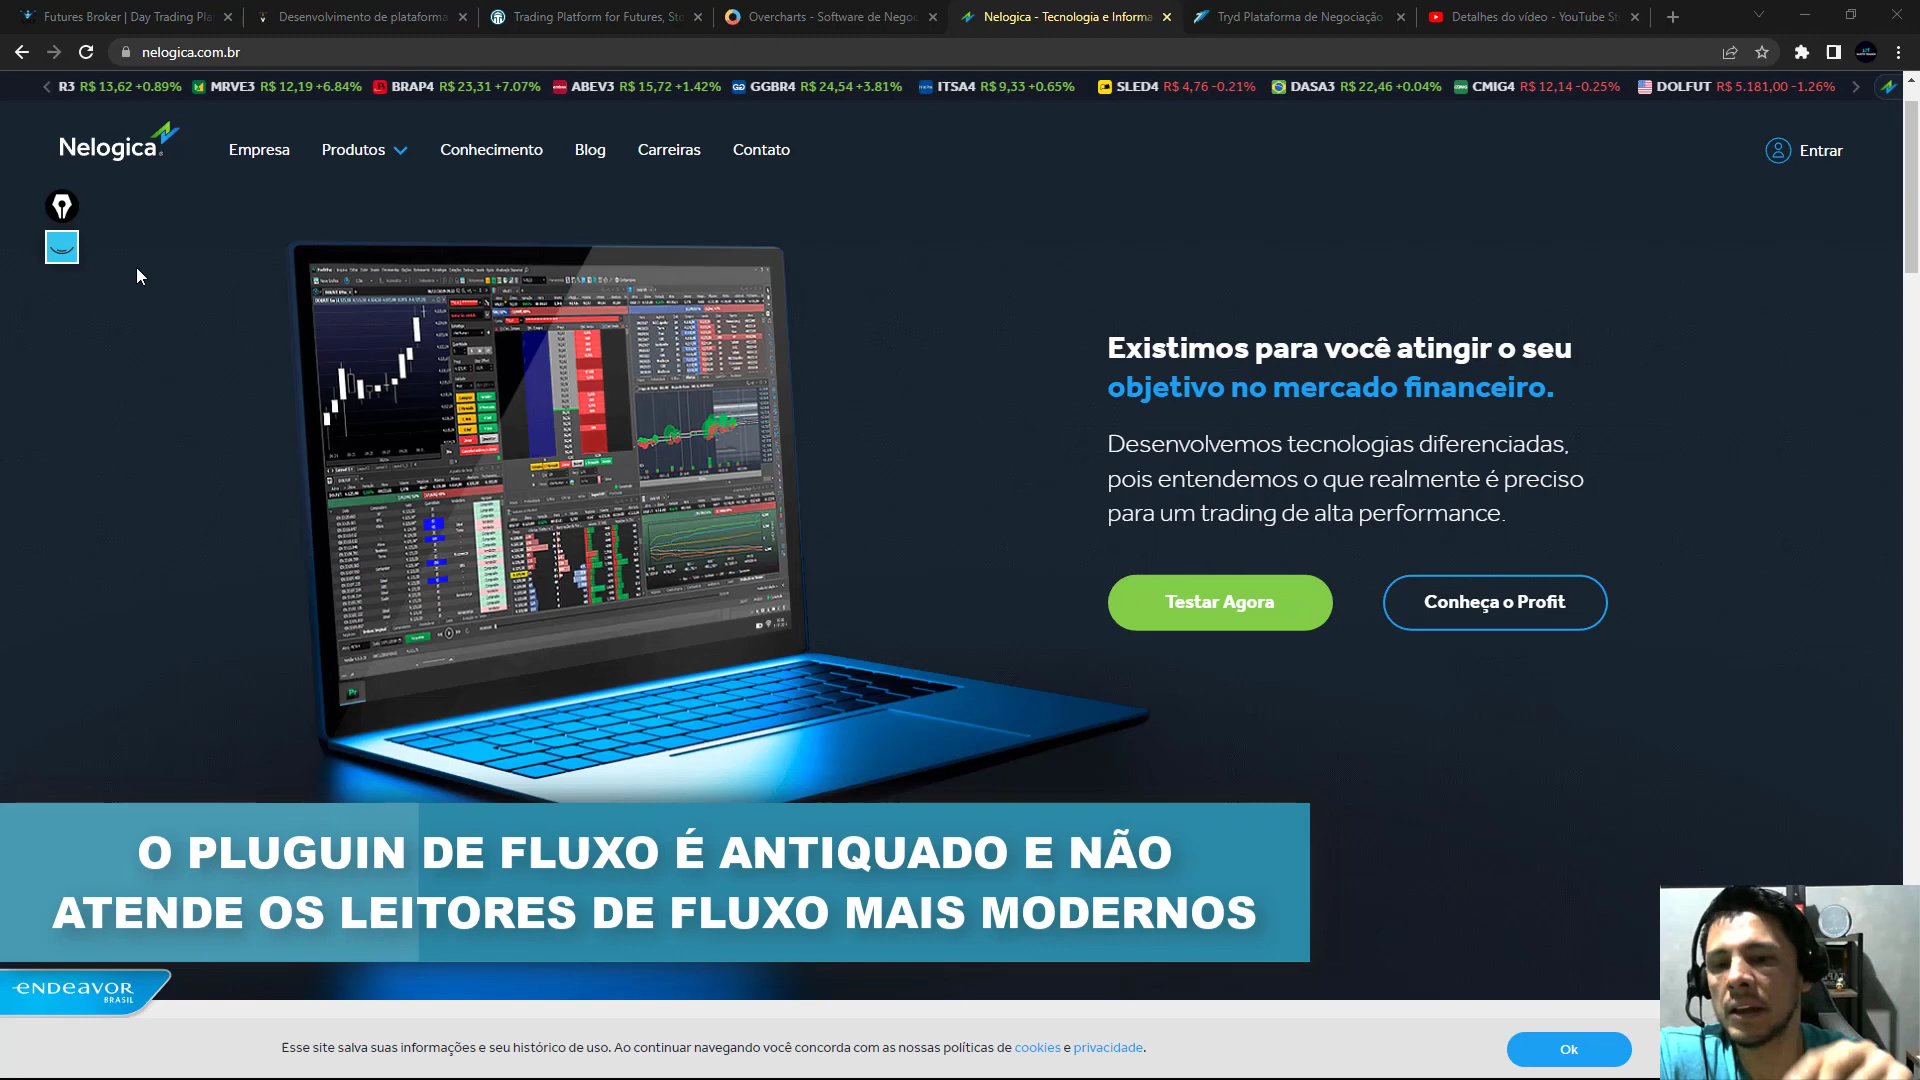 Futures Broker | Day Trading Pla
Desenvolvimento de plataforma
Trading Platform for Futures, Sto
Overcharts - Software de Negoc
Nelogica - Tecnologia e Informa
Tryd Plataforma de Negociação
Detalhes do vídeo - YouTube St
nelogica.com.br
R3 R$ 13,62 +0.89% MRVE3 R$ 12,19 +6.84% BRAP4 R$ 23,31 +7.07% ABEV3 R$ 15,72 +1.42% GGBR4 R$ 24,54 +3.81% ITSA4 R$ 9,33 +0.65% SLED4 R$ 4,76 -0.21% DASA3 R$ 22,46 +0.04% CMIG4 R$ 12,14 -0.25% DOLFUT R$ 5.181,00 -1.26%
Nelogica
Empresa Produtos Conhecimento Blog Carreiras Contato
Entrar
Existimos para você atingir o seu
objetivo no mercado financeiro.
Desenvolvemos tecnologias diferenciadas,
pois entendemos o que realmente é preciso
para um trading de alta performance.
Testar Agora
Conheça o Profit
Pr
O PLUGUIN DE FLUXO É ANTIQUADO E NÃO
ATENDE OS LEITORES DE FLUXO MAIS MODERNOS
ENDEAVOR
BRASIL
Esse site salva suas informações e seu histórico de uso. Ao continuar navegando você concorda com as nossas políticas de cookies e privacidade.
Ok